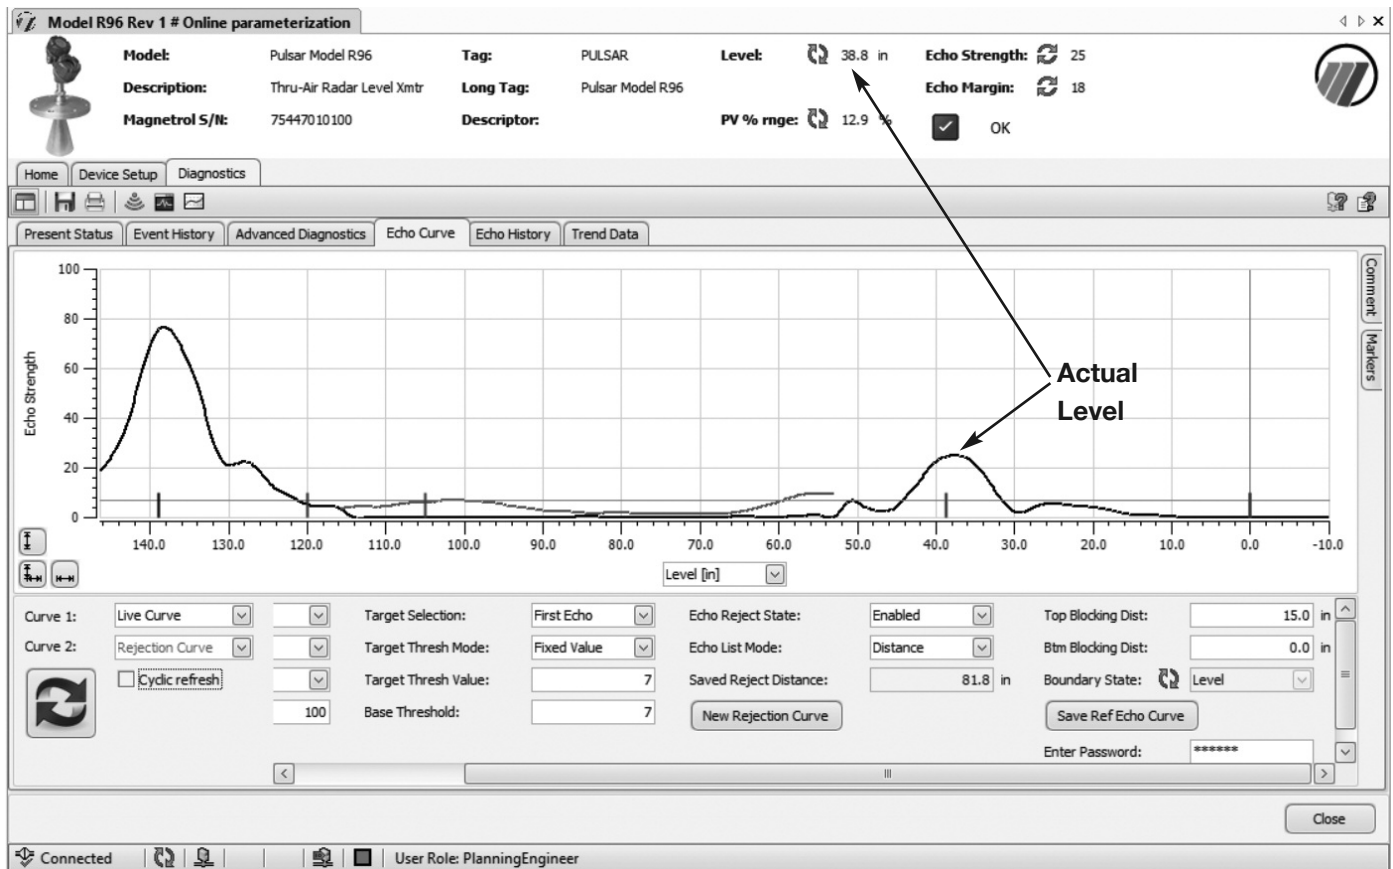 Model R96 Rev 1 # Online parameterization
Model: Pulsar Model R96 Tag: PULSAR Level: 38.8 in Echo Strength: 25
Description: Thru-Air Radar Level Xmtr Long Tag: Pulsar Model R96 Echo Margin: 18
Magnetrol S/N: 75447010100 Descriptor: PV % rnge: 12.9 % OK
Home Device Setup Diagnostics
Present Status Event History Advanced Diagnostics Echo Curve Echo History Trend Data
Comment
Markers
Echo Strength
100
80
60
40
20
0
Actual
Level
140.0 130.0 120.0 110.0 100.0 90.0 80.0 70.0 60.0 50.0 40.0 30.0 20.0 10.0 0.0 -10.0
Level [in]
Curve 1: Live Curve Target Selection: First Echo Echo Reject State: Enabled Top Blocking Dist: 15.0 in
Curve 2: Rejection Curve Target Thresh Mode: Fixed Value Echo List Mode: Distance Btm Blocking Dist: 0.0 in
Cyclic refresh Target Thresh Value: 7 Saved Reject Distance: 81.8 in Boundary State: Level
100 Base Threshold: 7 New Rejection Curve Save Ref Echo Curve
Enter Password: ******
Close
Connected User Role: PlanningEngineer